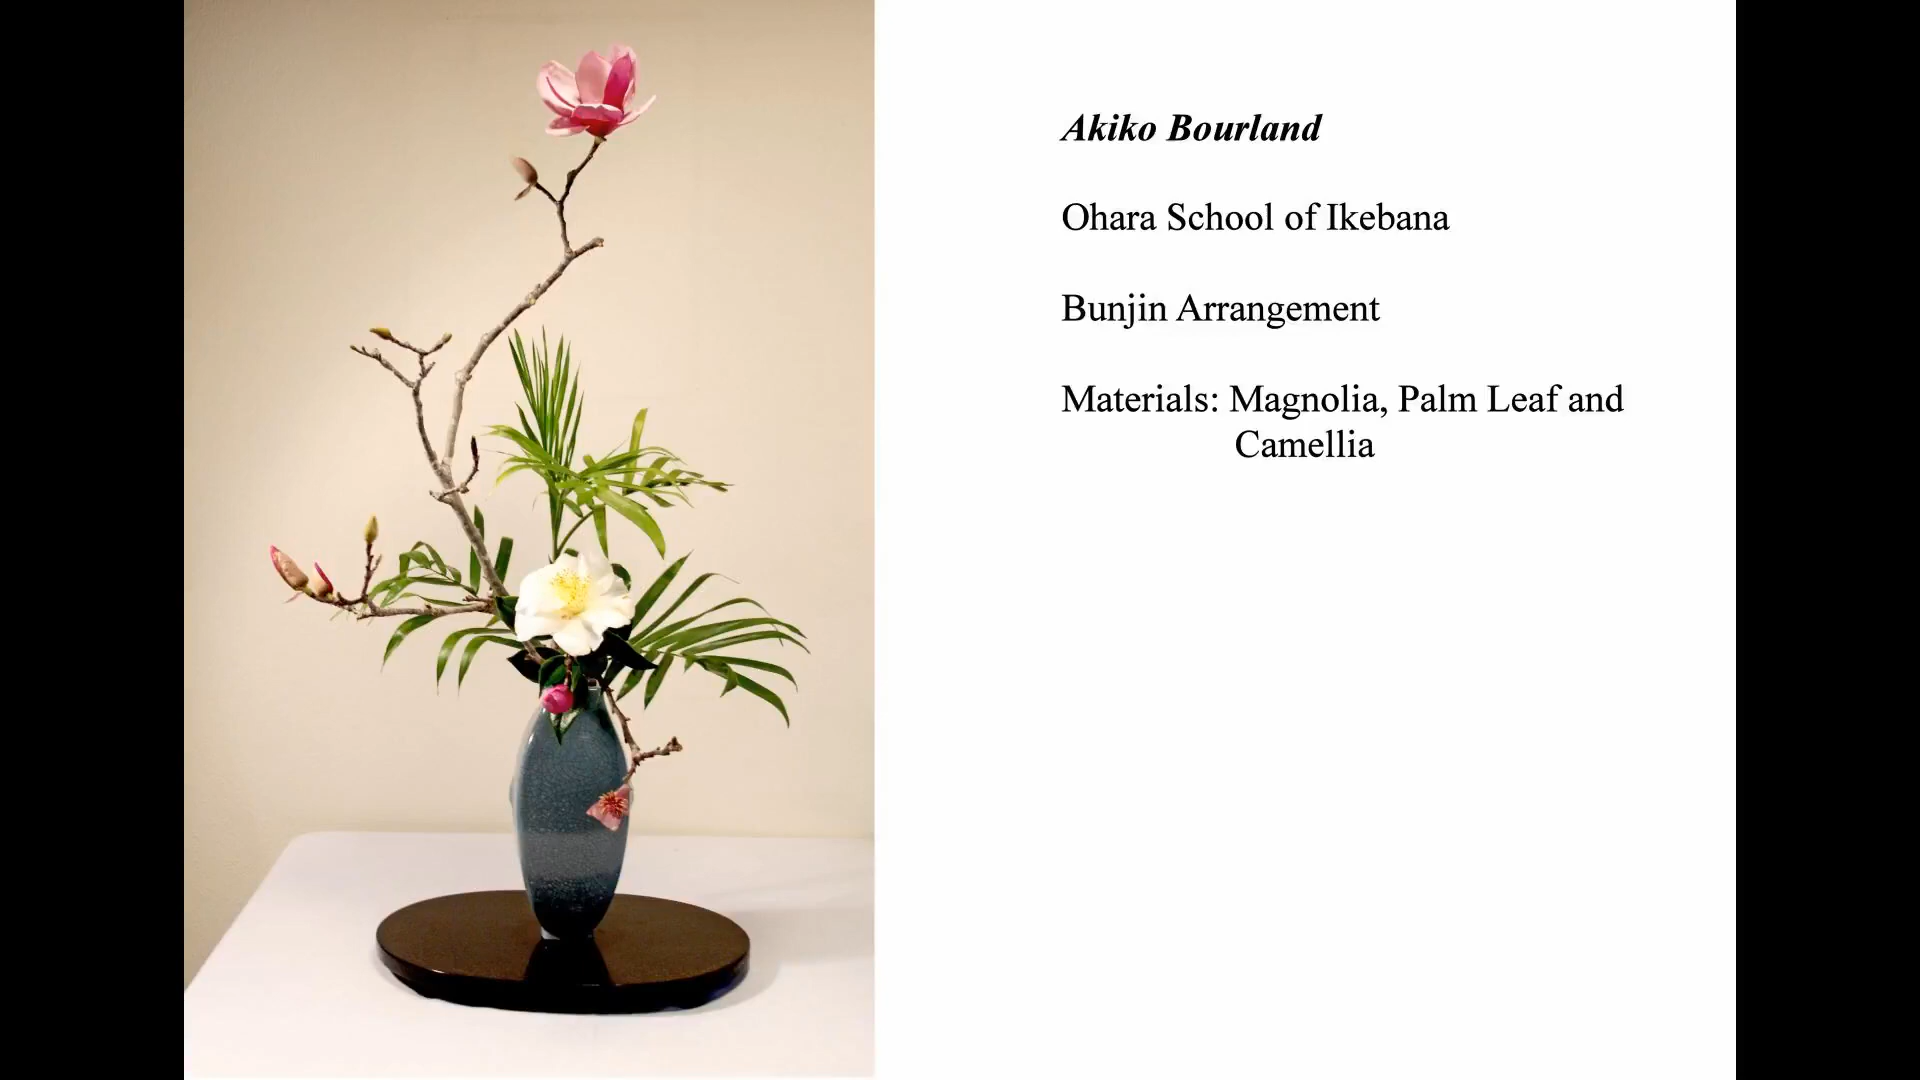 Akiko Bourland
Ohara School of Ikebana
Bunjin Arrangement
Materials: Magnolia, Palm Leaf and
Camellia